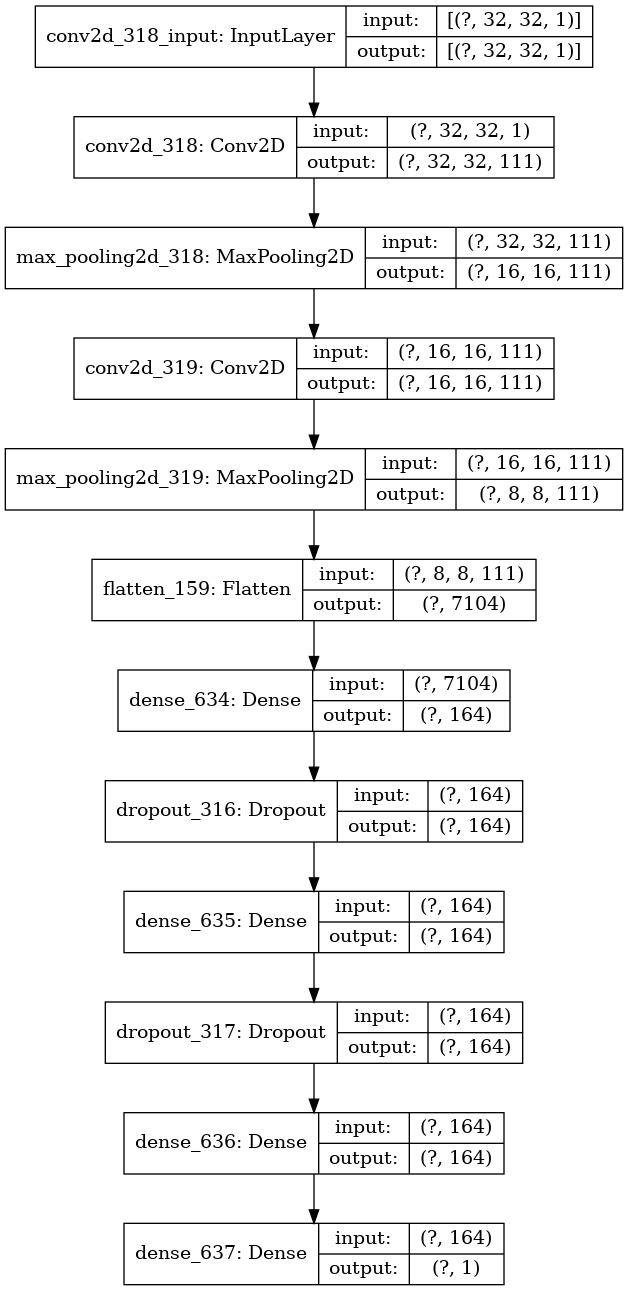 conv2d_318_input: InputLayer
input: [(?, 32, 32, 1)]
output: [(?, 32, 32, 1)]
conv2d_318: Conv2D
input: (?, 32, 32, 1)
output: (?, 32, 32, 111)
max_pooling2d_318: MaxPooling2D
input: (?, 32, 32, 111)
output: (?, 16, 16, 111)
conv2d_319: Conv2D
input: (?, 16, 16, 111)
output: (?, 16, 16, 111)
max_pooling2d_319: MaxPooling2D
input: (?, 16, 16, 111)
output: (?, 8, 8, 111)
flatten_159: Flatten
input: (?, 8, 8, 111)
output: (?, 7104)
dense_634: Dense
input: (?, 7104)
output: (?, 164)
dropout_316: Dropout
input: (?, 164)
output: (?, 164)
dense_635: Dense
input: (?, 164)
output: (?, 164)
dropout_317: Dropout
input: (?, 164)
output: (?, 164)
dense_636: Dense
input: (?, 164)
output: (?, 164)
dense_637: Dense
input: (?, 164)
output: (?, 1)